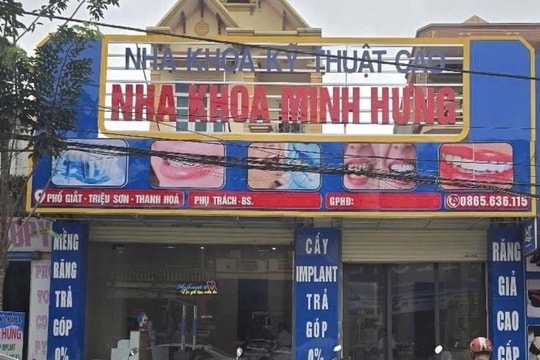 NHA KHOA KỸ THUẬT CAO
NHA KHOA MINH HƯNG
PHỐ GIẮT - TRIỆU SƠN - THANH HOÁ
PHỤ TRÁCH - BS.
GPHĐ:
0865.636.115
NIỀNG
RĂNG
TRẢ
GÓP
0%
CẤY
IMPLANT
TRẢ
GÓP
0%
RĂNG
GIẢ
CAO
CẤP
HƯNG